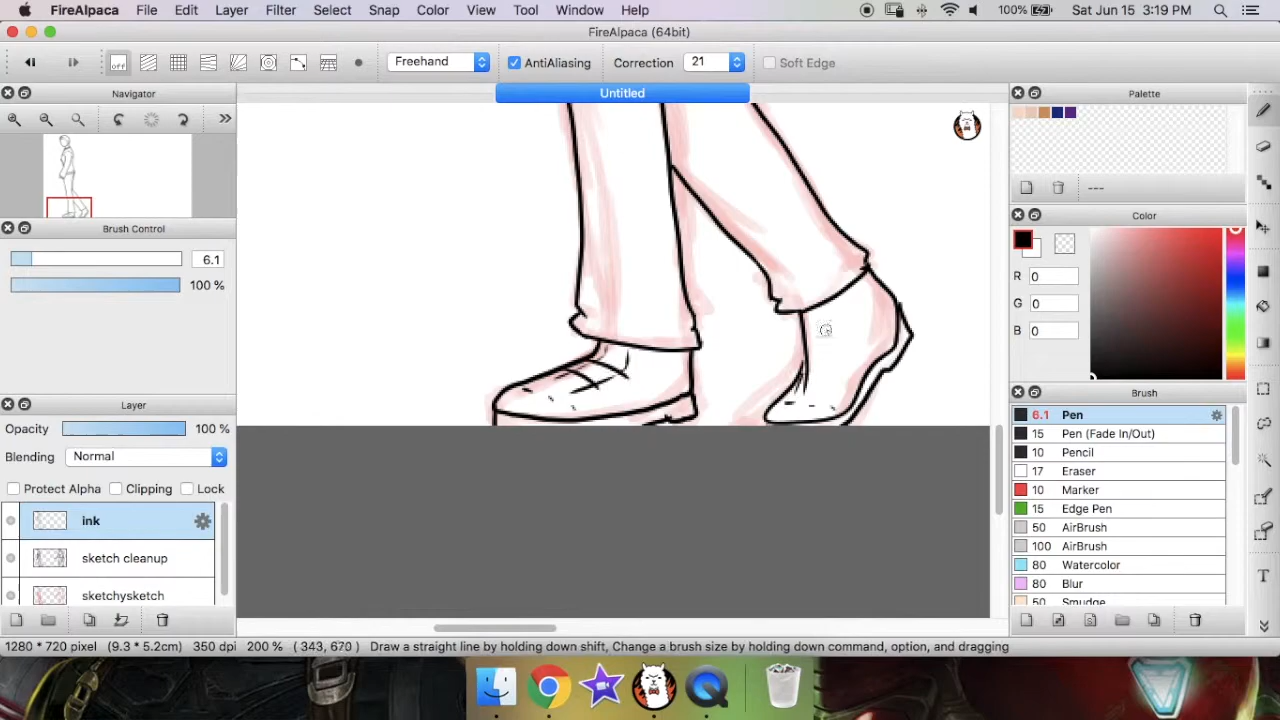 FireAlpaca File Edit Layer Filter Select Snap Color View Tool Window Help 100% Sat Jun 15 3:19 PM
FireAlpaca (64bit)
off Freehand AntiAliasing Correction 21 Soft Edge
Navigator
Untitled
Palette
---
Brush Control
6.1
100 %
Color
R 0
G 0
B 0
Layer
Opacity 100 %
Blending Normal
Protect Alpha Clipping Lock
ink
sketch cleanup
sketchysketch
Brush
6.1 Pen
15 Pen (Fade In/Out)
10 Pencil
17 Eraser
10 Marker
15 Edge Pen
50 AirBrush
100 AirBrush
80 Watercolor
80 Blur
50 Smudge
T
1280 * 720 pixel (9.3 * 5.2cm) 350 dpi 200 % ( 343, 670 ) Draw a straight line by holding down shift, Change a brush size by holding down command, option, and dragging